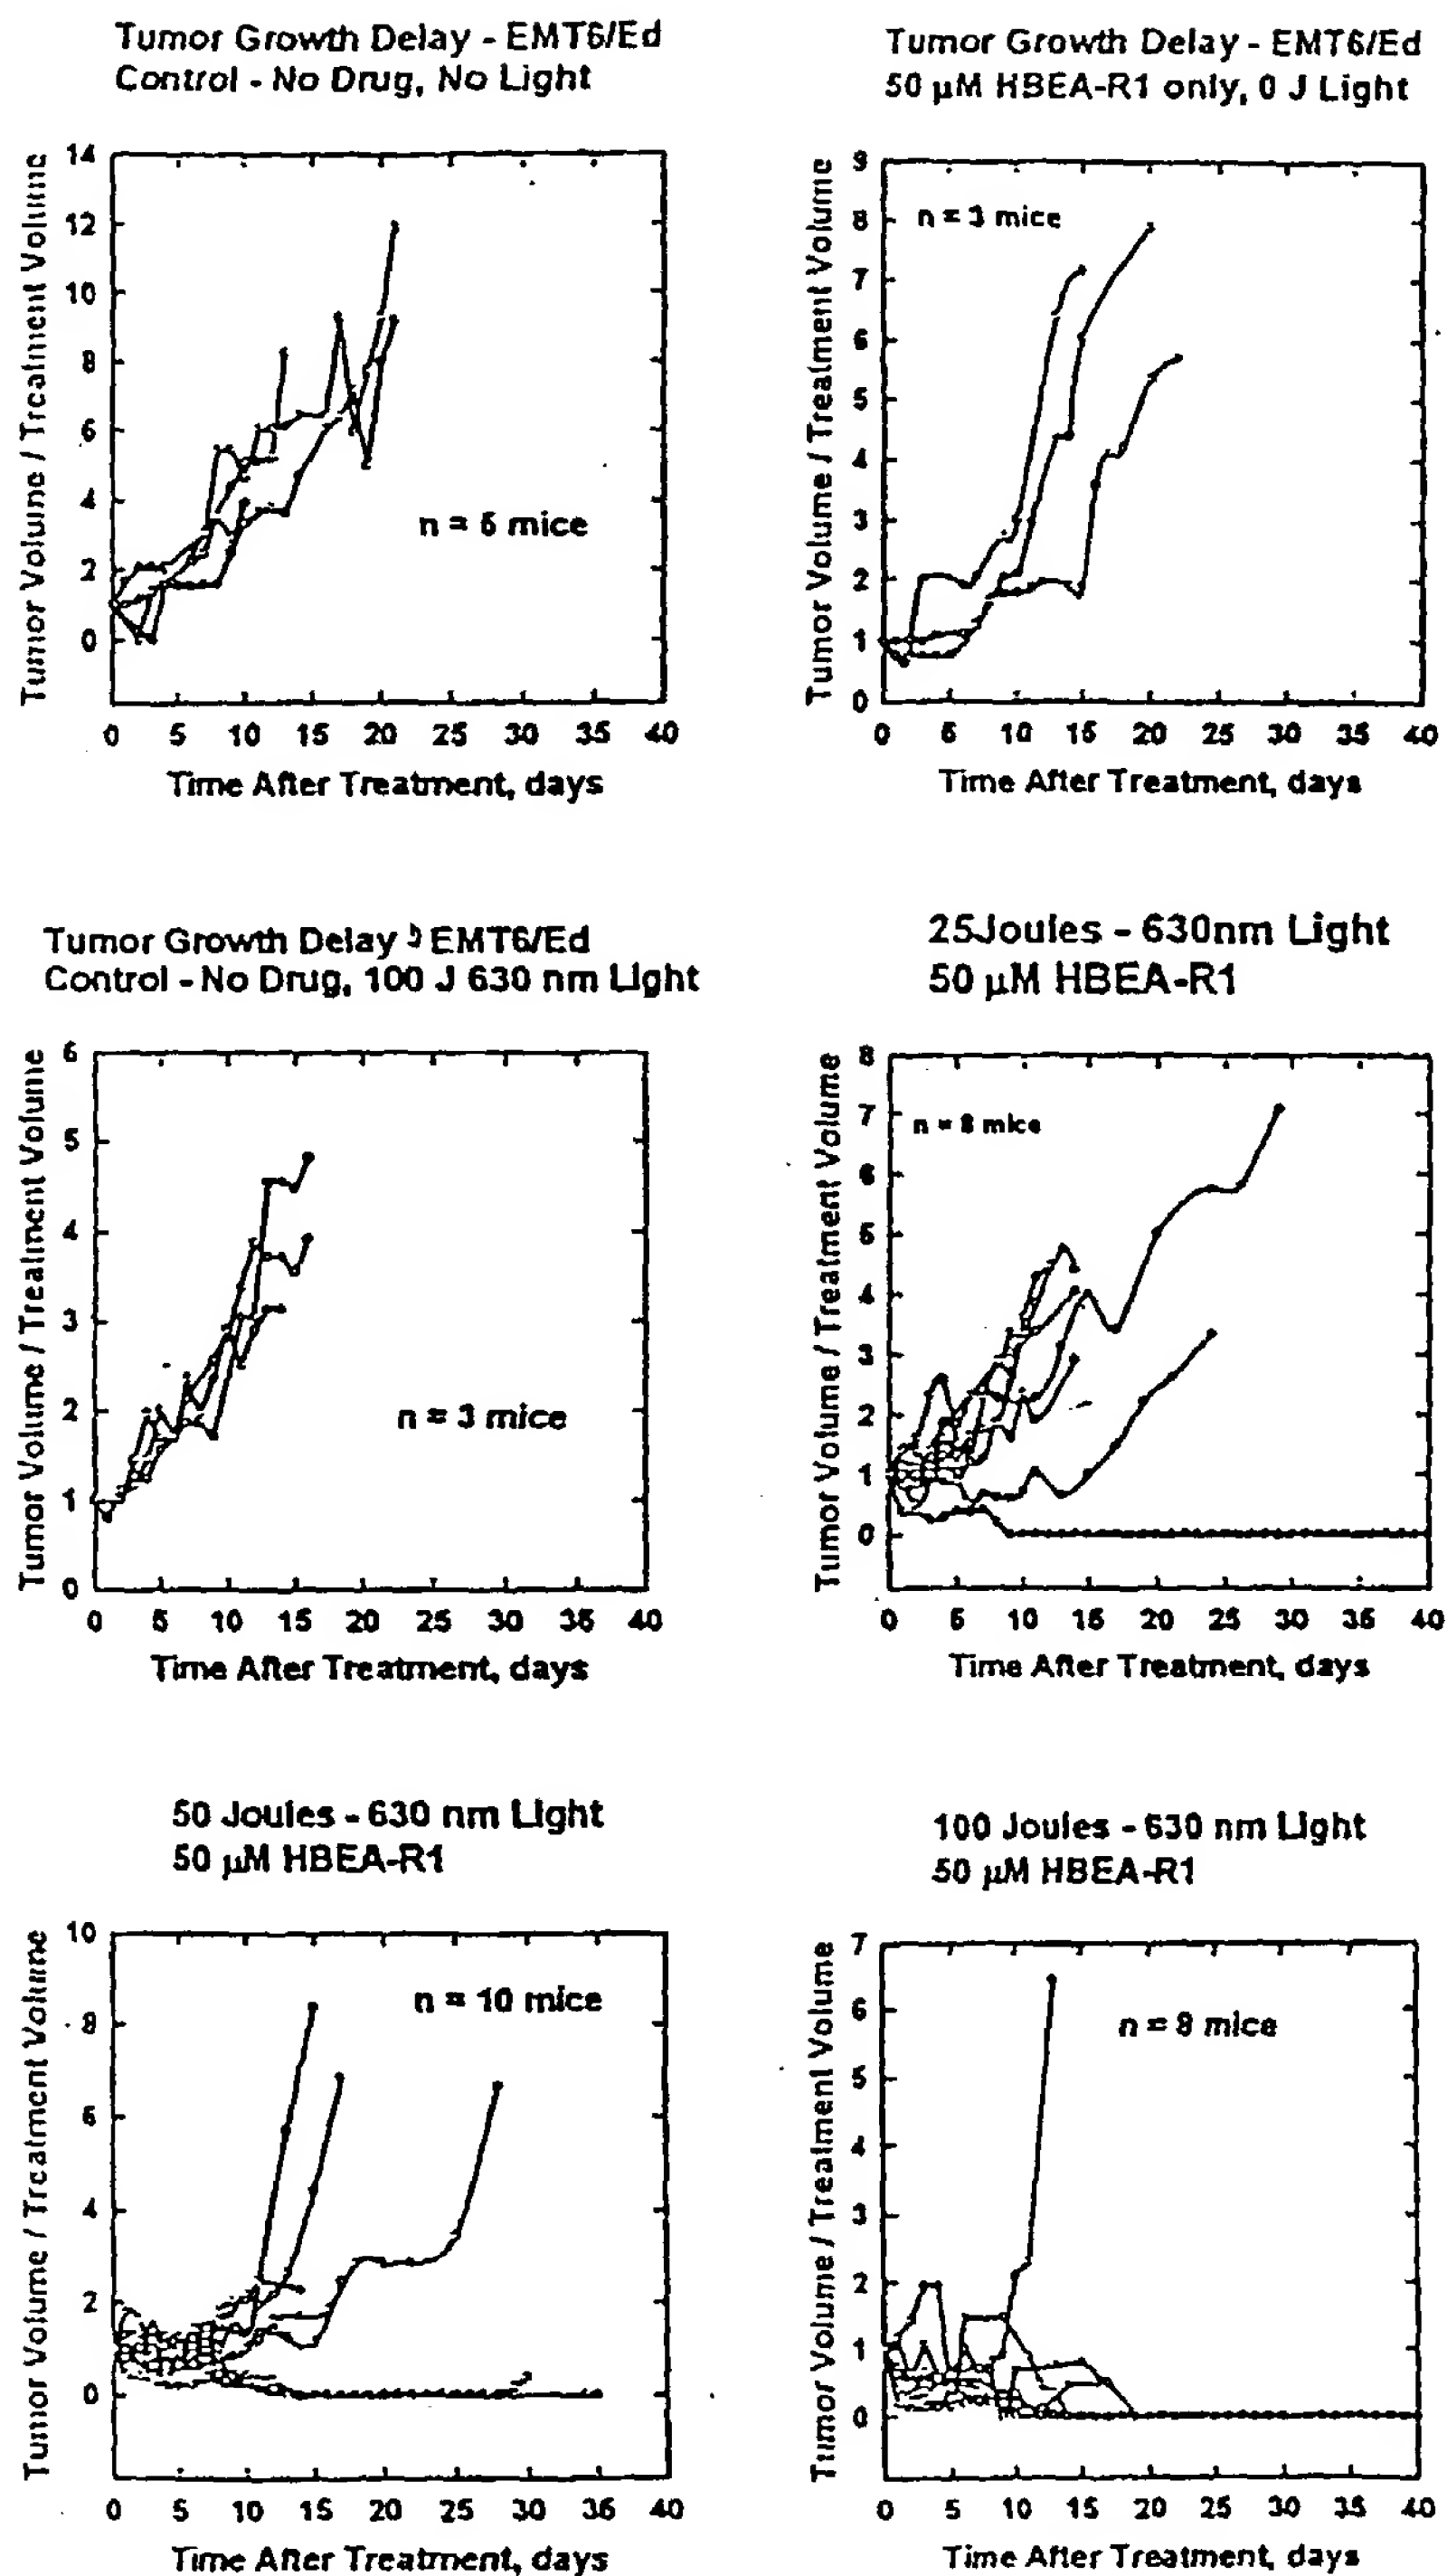 Tumor Growth Delay - EMT6/Ed
Control - No Drug, No Light
Tumor Volume / Treatment Volume
14
12
10
8
6
4
2
0
n = mice
0 5 10 15 20 25 30 35 40
Time After Treatment, days
Tumor Growth Delay - EMT6/Ed
50 μM HBEA-R1 only, 0 J Light
Tumor Volume / Treatment Volume
9
8
7
6
5
4
3
2
1
0
n = 3 mice
0 5 10 15 20 25 30 35 40
Time After Treatment, days
Tumor Growth Delay EMT6/Ed
Control - No Drug, 100 J 630 nm Light
Tumor Volume / Treatment Volume
6
5
4
3
2
1
0
n = 3 mice
0 5 10 15 20 25 30 35 40
Time After Treatment, days
25Joules - 630nm Light
50 μM HBEA-R1
Tumor Volume / Treatment Volume
8
7
6
5
4
3
2
1
0
n = 8 mice
0 5 10 15 20 25 30 35 40
Time After Treatment, days
50 Joules - 630 nm Light
50 μM HBEA-R1
Tumor Volume / Treatment Volume
10
8
6
4
2
0
n = 10 mice
0 5 10 15 20 25 30 35 40
Time After Treatment, days
100 Joules - 630 nm Light
50 μM HBEA-R1
Tumor Volume / Treatment Volume
7
6
5
4
3
2
1
0
n = mice
0 5 10 15 20 25 30 35 40
Time After Treatment, days